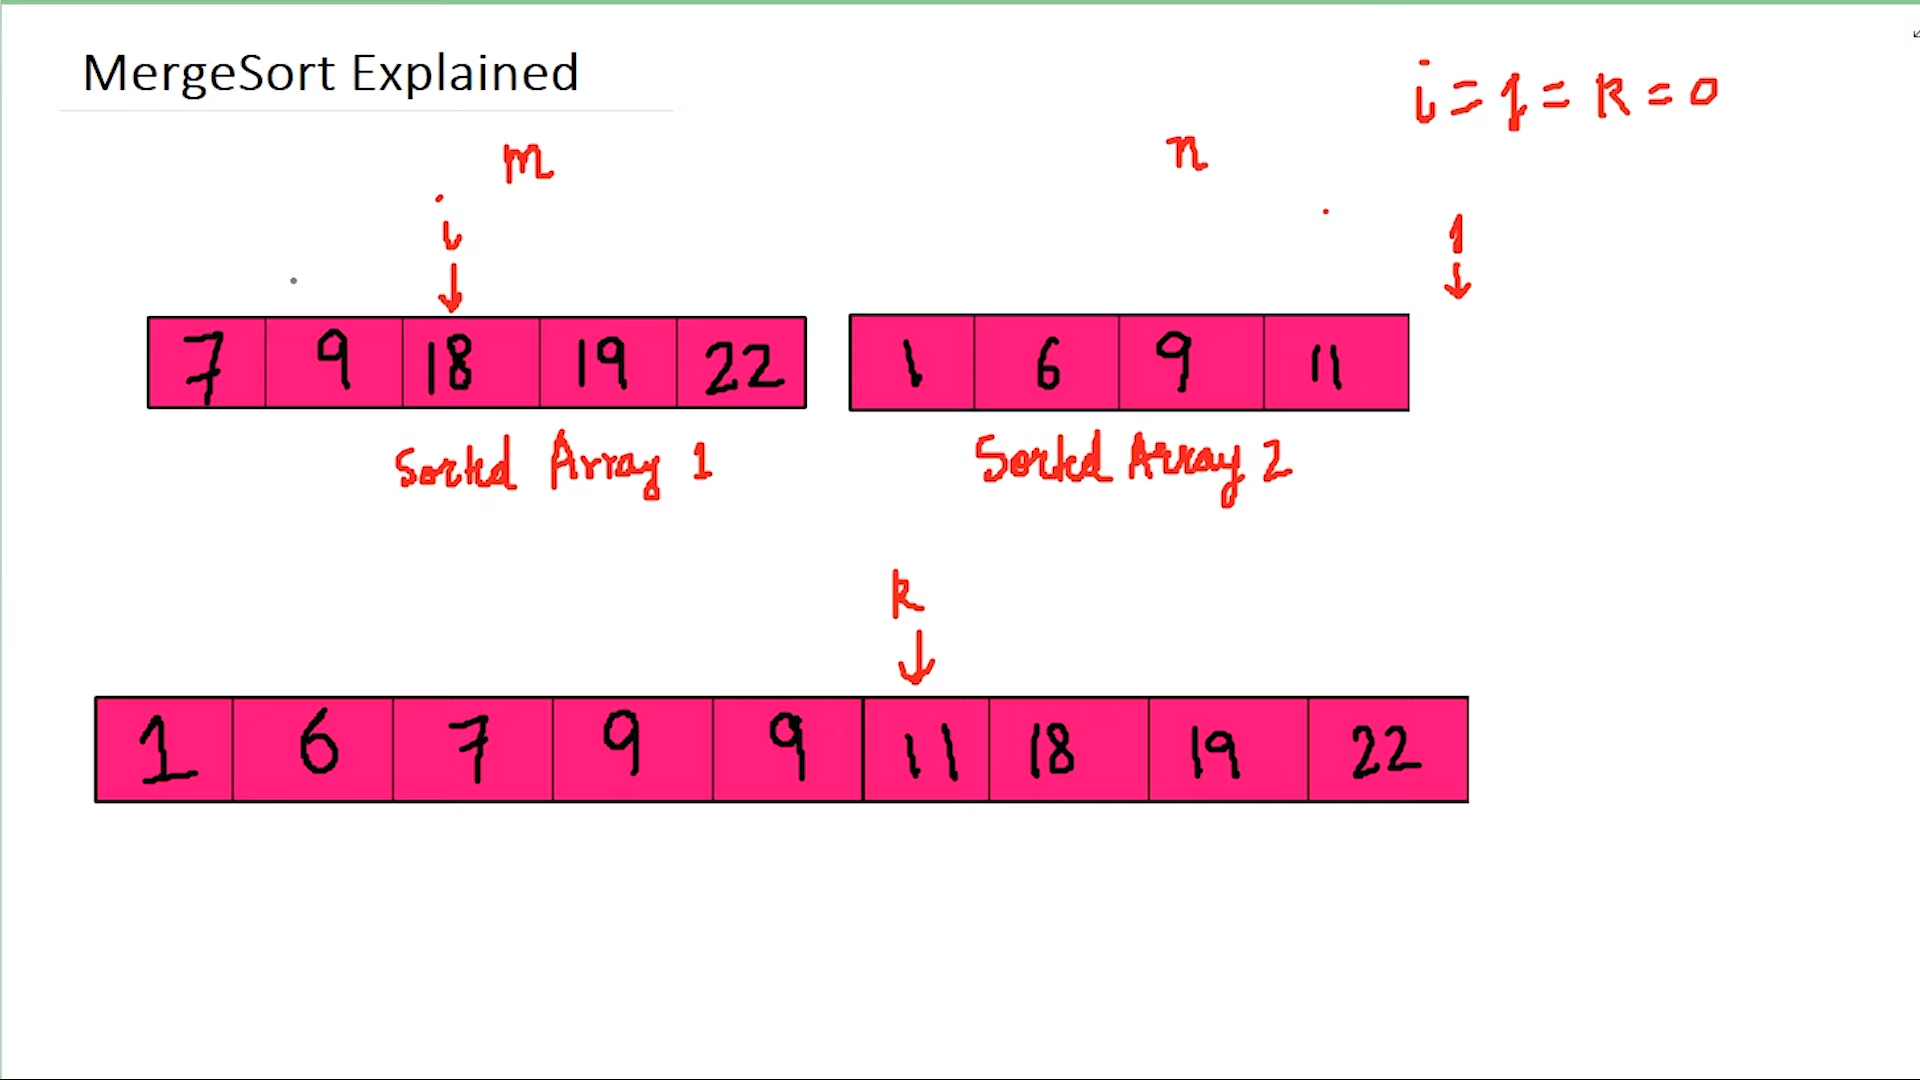 MergeSort Explained
i = j = k = 0
m n
i j
7 9 18 19 22 1 6 9 11
Sorted Array 1 Sorted Array 2
k
1 6 7 9 9 11 18 19 22